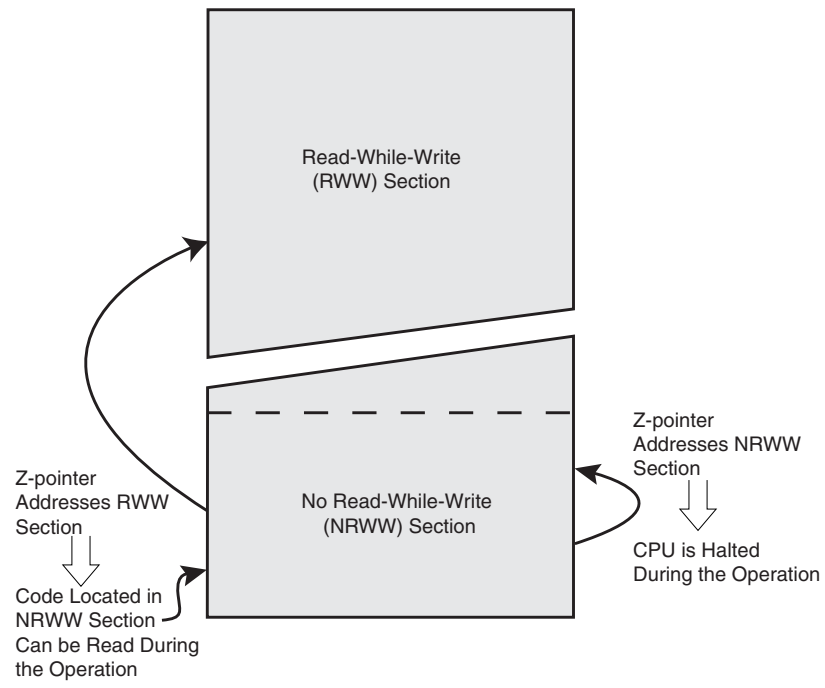 Read-While-Write
(RWW) Section
Z-pointer
Addresses NRWW
Section
CPU is Halted
During the Operation
No Read-While-Write
(NRWW) Section
Z-pointer
Addresses RWW
Section
Code Located in
NRWW Section
Can be Read During
the Operation